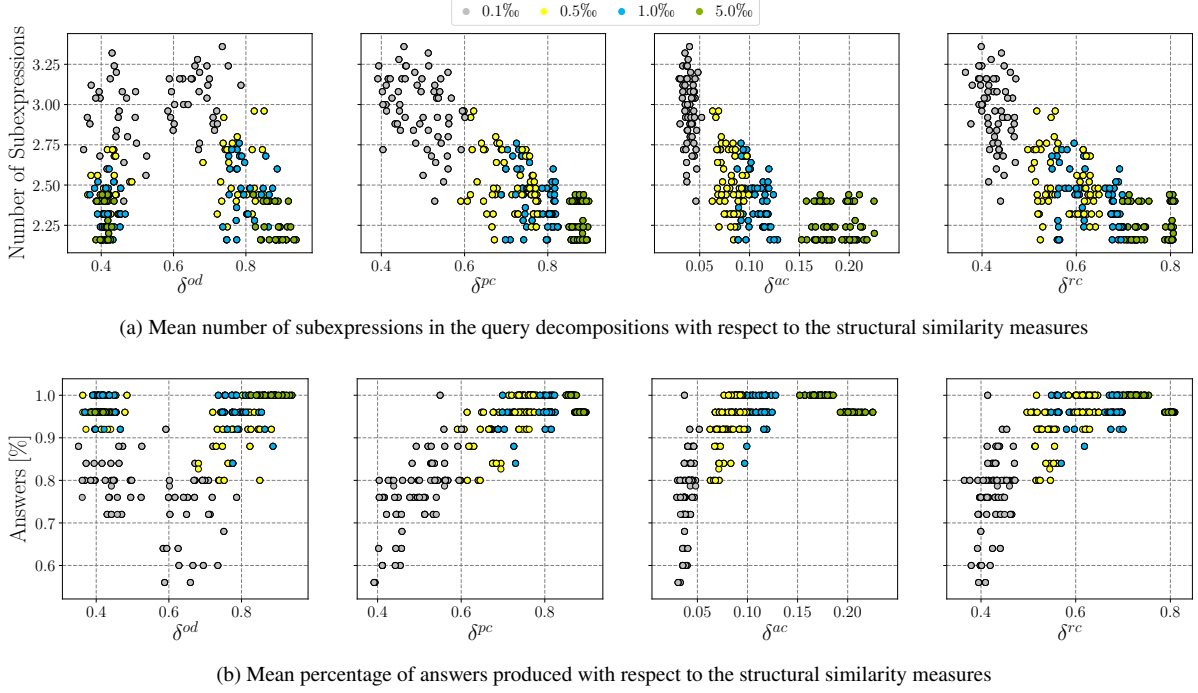 0.1‰ 0.5‰ 1.0‰ 5.0‰
Number of Subexpressions
3.25
3.00
2.75
2.50
2.25
0.4 0.6 0.8
δ^od
0.4 0.6 0.8
δ^pc
0.05 0.10 0.15 0.20
δ^ac
0.4 0.6 0.8
δ^rc
(a) Mean number of subexpressions in the query decompositions with respect to the structural similarity measures
Answers [%]
1.0
0.9
0.8
0.7
0.6
0.4 0.6 0.8
δ^od
0.4 0.6 0.8
δ^pc
0.05 0.10 0.15 0.20
δ^ac
0.4 0.6 0.8
δ^rc
(b) Mean percentage of answers produced with respect to the structural similarity measures